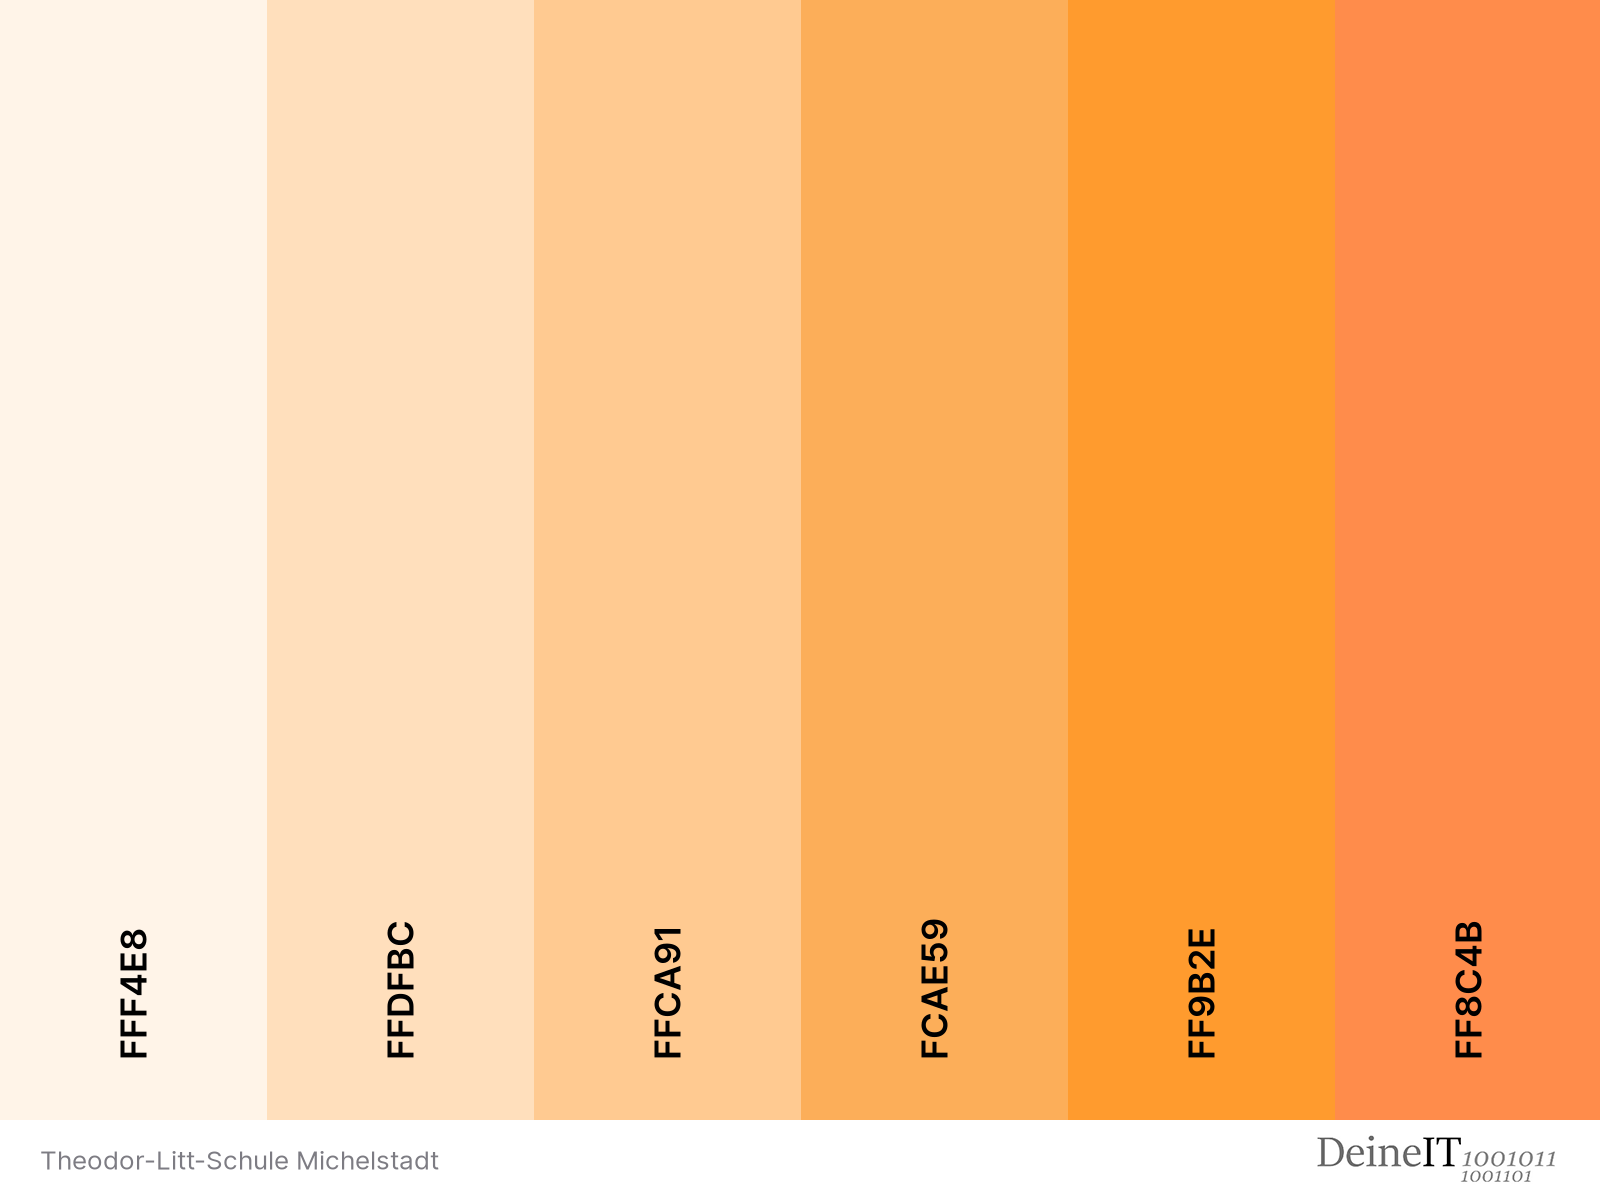 FFF4E8
FFDFBC
FFCA91
FCAE59
FF9B2E
FF8C4B
Theodor-Litt-Schule Michelstadt
DeineIT1001011
1001101